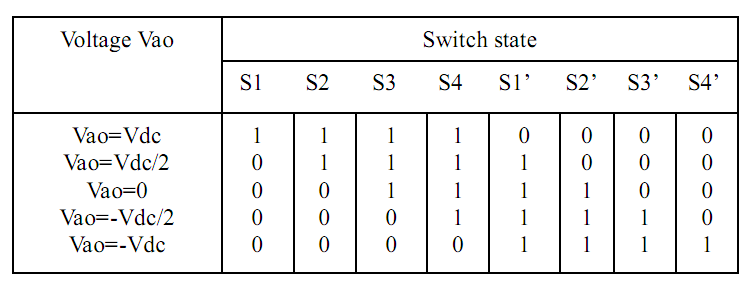 Voltage Vao Switch state
S1 S2 S3 S4 S1’ S2’ S3’ S4’
Vao=Vdc 1 1 1 1 0 0 0 0
Vao=Vdc/2 0 1 1 1 1 0 0 0
Vao=0 0 0 1 1 1 1 0 0
Vao=-Vdc/2 0 0 0 1 1 1 1 0
Vao=-Vdc 0 0 0 0 1 1 1 1